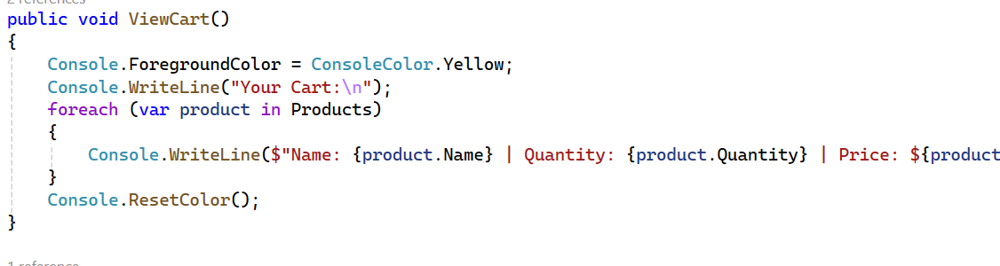 2 references
public void ViewCart()
{
    Console.ForegroundColor = ConsoleColor.Yellow;
    Console.WriteLine("Your Cart:\n");
    foreach (var product in Products)
    {
        Console.WriteLine($"Name: {product.Name} | Quantity: {product.Quantity} | Price: ${product
    }
    Console.ResetColor();
}
1 reference